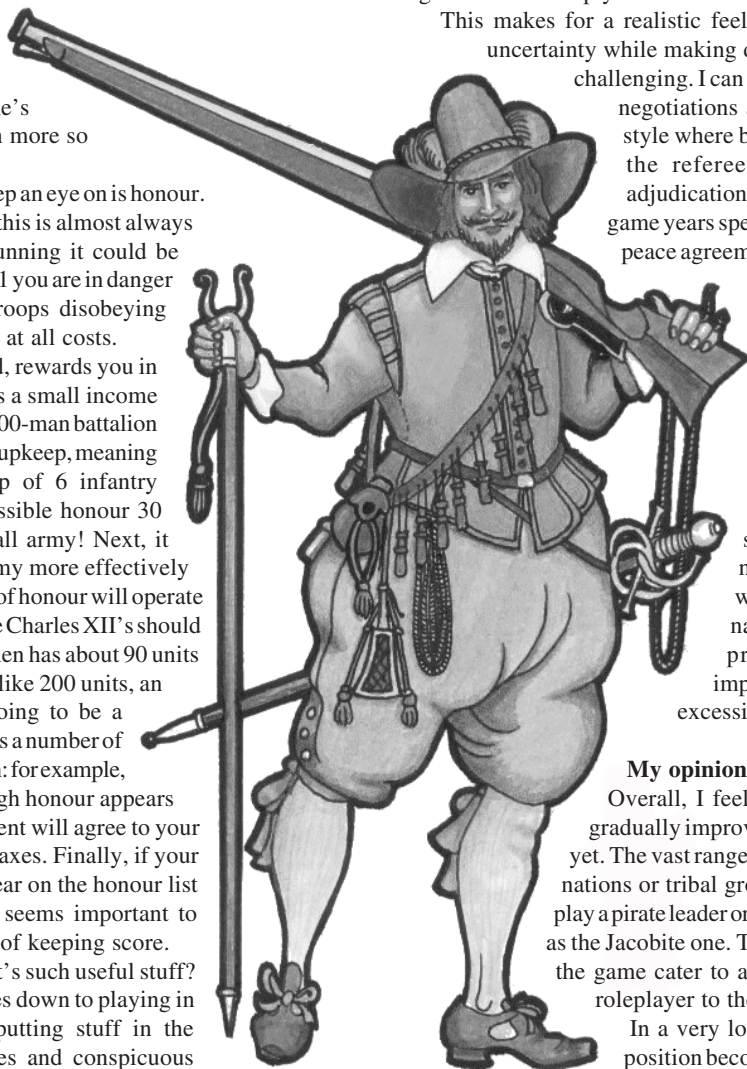 e's
more so
ep an eye on is honour.
this is almost always
unning it could be
you are in danger
roops disobeying
at all costs.
d, rewards you in
s a small income
00-man battalion
upkeep, meaning
p of 6 infantry
ssible honour 30
all army! Next, it
my more effectively
of honour will operate
e Charles XII's should
en has about 90 units
like 200 units, an
oing to be a
s a number of
: for example,
gh honour appears
ent will agree to your
axes. Finally, if your
ear on the honour list
seems important to
of keeping score.
t's such useful stuff?
es down to playing in
putting stuff in the
es and conspicuous
This makes for a realistic feel
uncertainty while making
challenging. I can
negotiations
style where b
the referee
adjudication
game years spe
peace agreem
s
n
w
na
pr
imp
excessi
My opinion
Overall, I feel
gradually improv
yet. The vast range
nations or tribal gro
play a pirate leader or
as the Jacobite one. T
the game cater to a
roleplayer to the
In a very lo
position beco